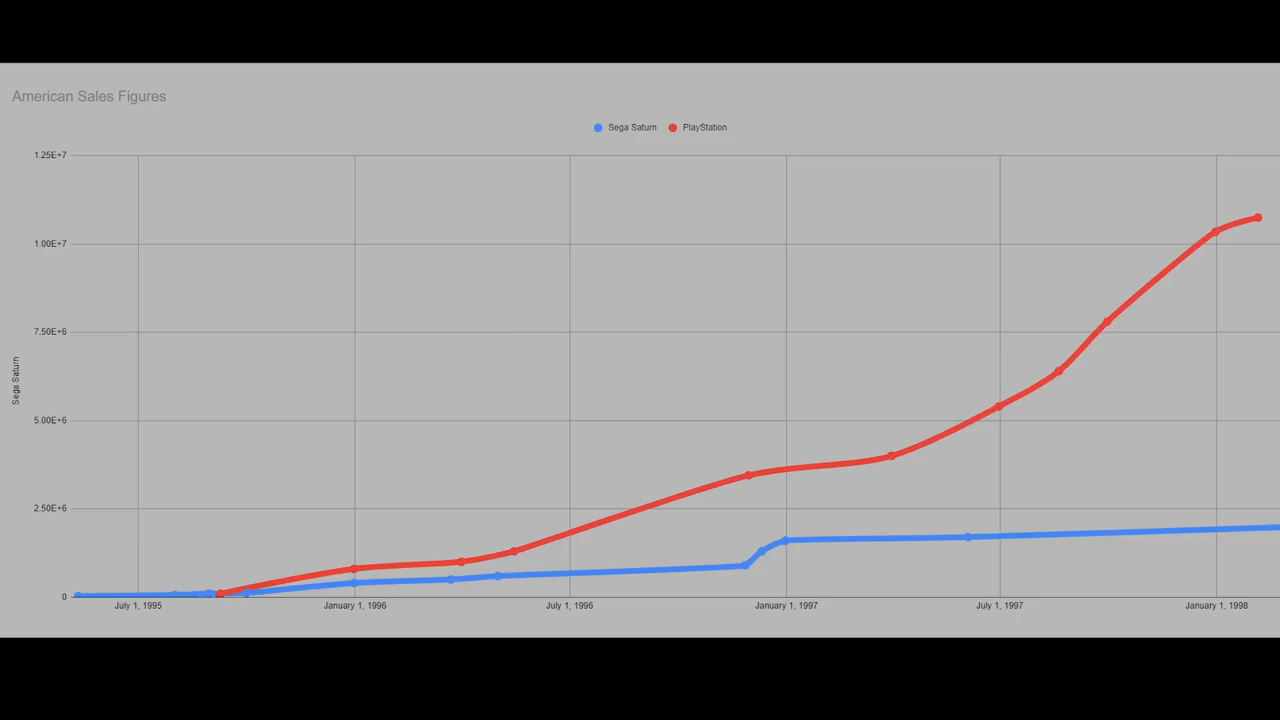 American Sales Figures
Sega Saturn PlayStation
1.25E+7
1.00E+7
7.50E+6
5.00E+6
2.50E+6
0
Sega Saturn
July 1, 1995 January 1, 1996 July 1, 1996 January 1, 1997 July 1, 1997 January 1, 1998